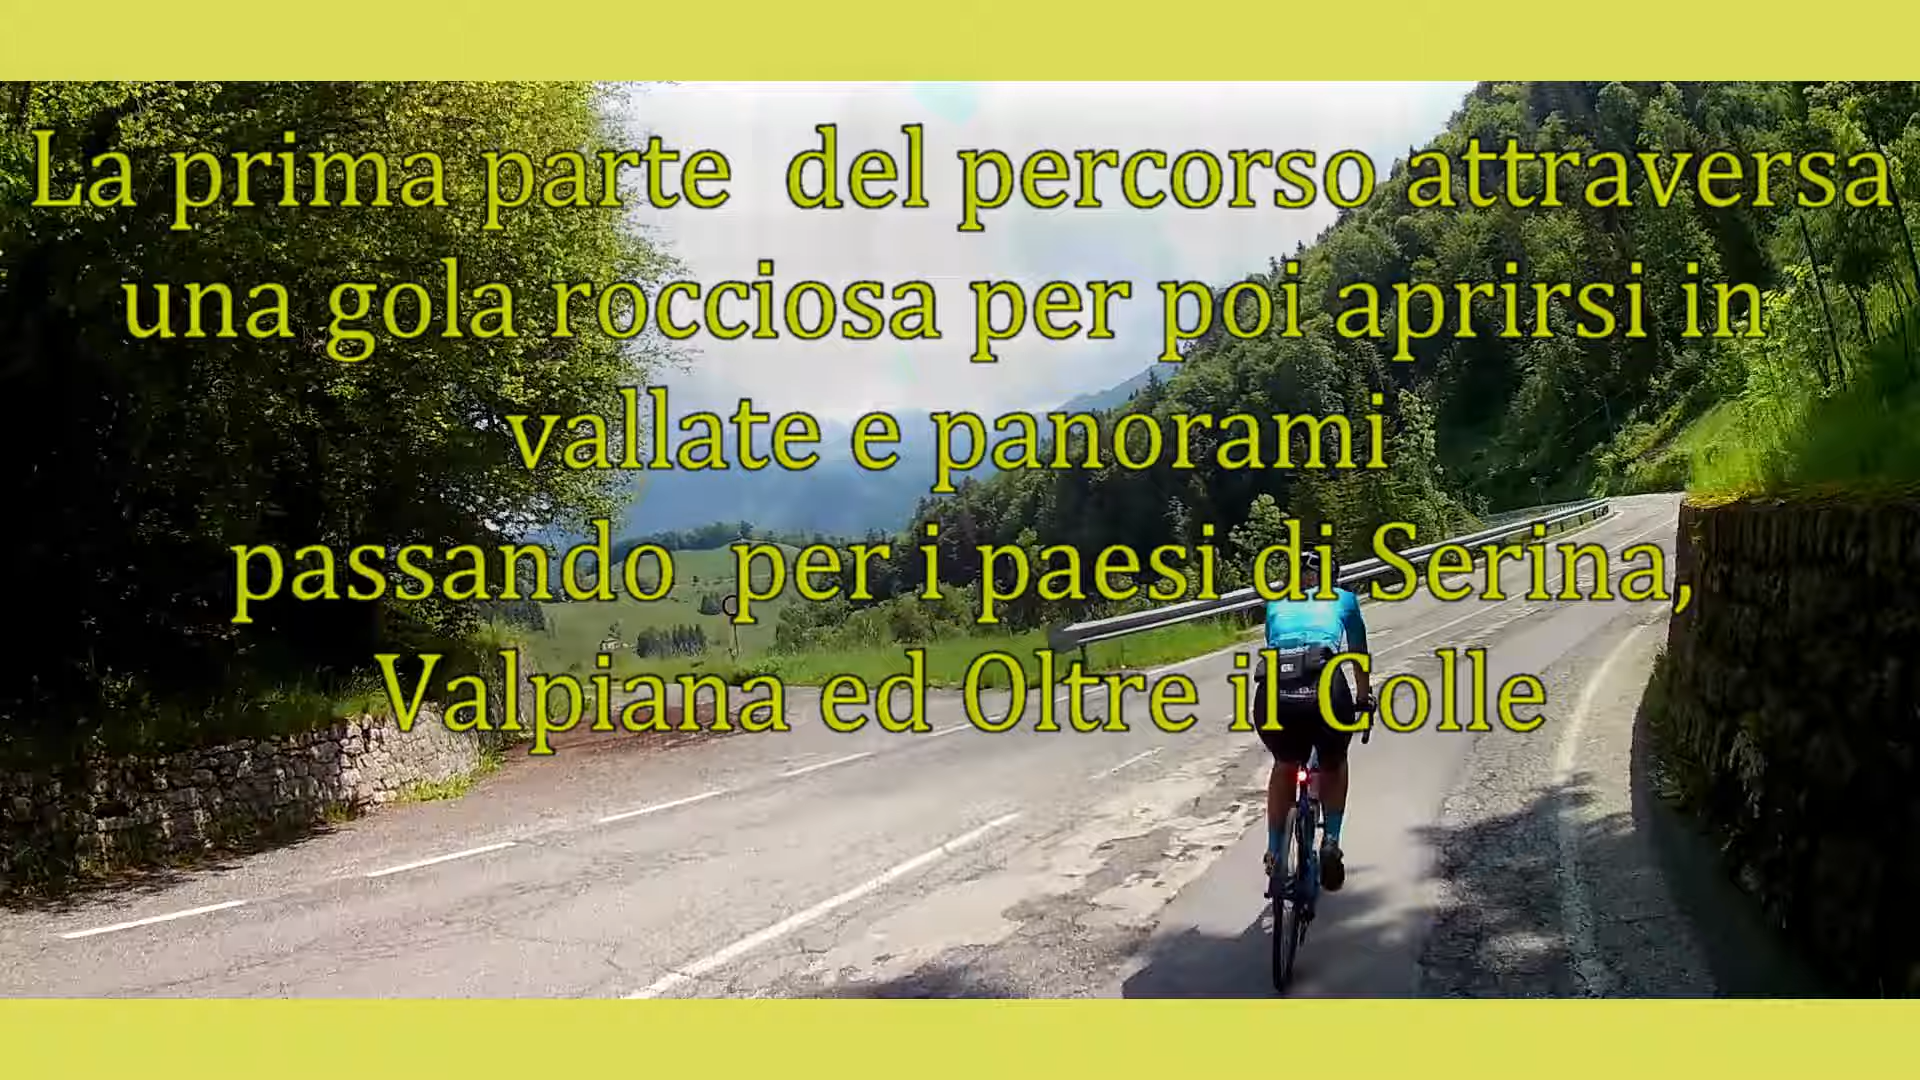 La prima parte  del percorso attraversa
una gola rocciosa per poi aprirsi in
vallate e panorami
passando  per i paesi di Serina,
Valpiana ed Oltre il Colle